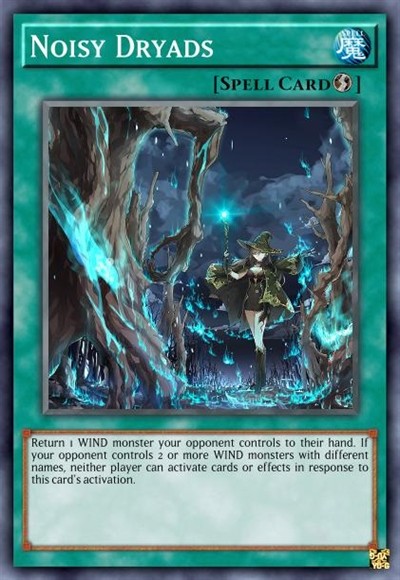 NOISY DRYADS
魔
[SPELL CARD]
Return 1 WIND monster your opponent controls to their hand. If
your opponent controls 2 or more WIND monsters with different
names, neither player can activate cards or effects in response to
this card's activation.